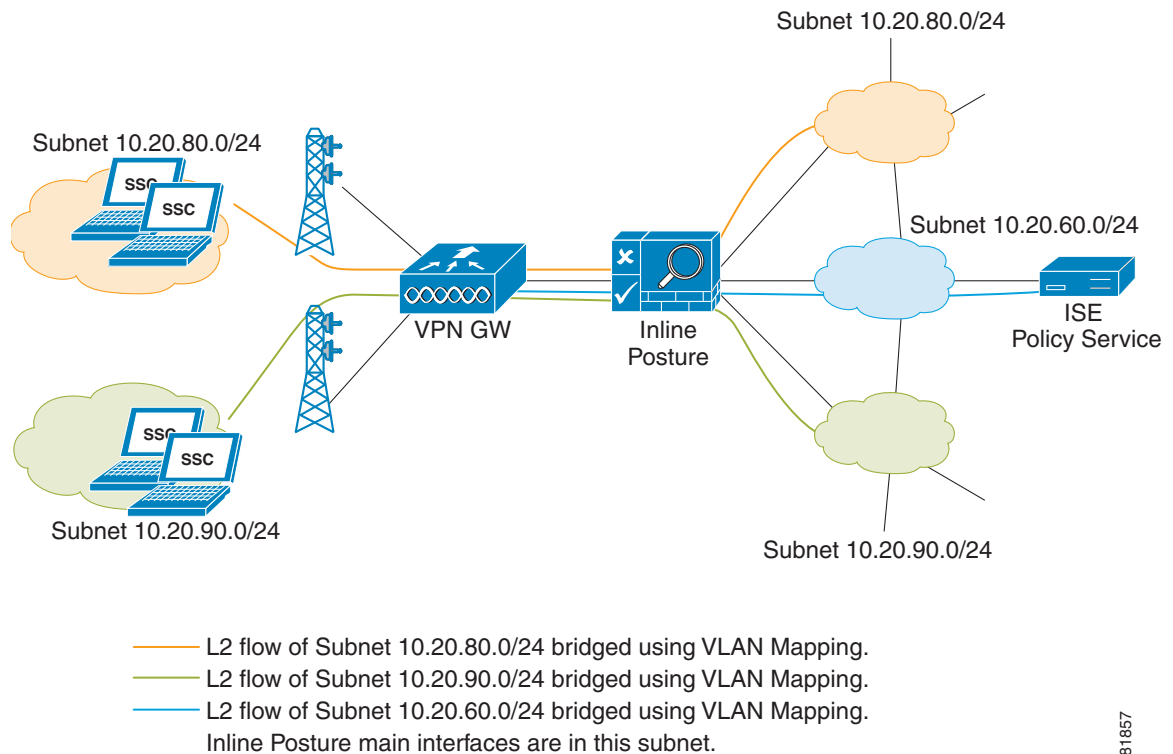 Subnet 10.20.80.0/24
Subnet 10.20.80.0/24
SSC
SSC
Subnet 10.20.60.0/24
VPN GW
Inline
Posture
ISE
Policy Service
SSC
SSC
Subnet 10.20.90.0/24
Subnet 10.20.90.0/24
L2 flow of Subnet 10.20.80.0/24 bridged using VLAN Mapping.
L2 flow of Subnet 10.20.90.0/24 bridged using VLAN Mapping.
L2 flow of Subnet 10.20.60.0/24 bridged using VLAN Mapping.
Inline Posture main interfaces are in this subnet.
81857